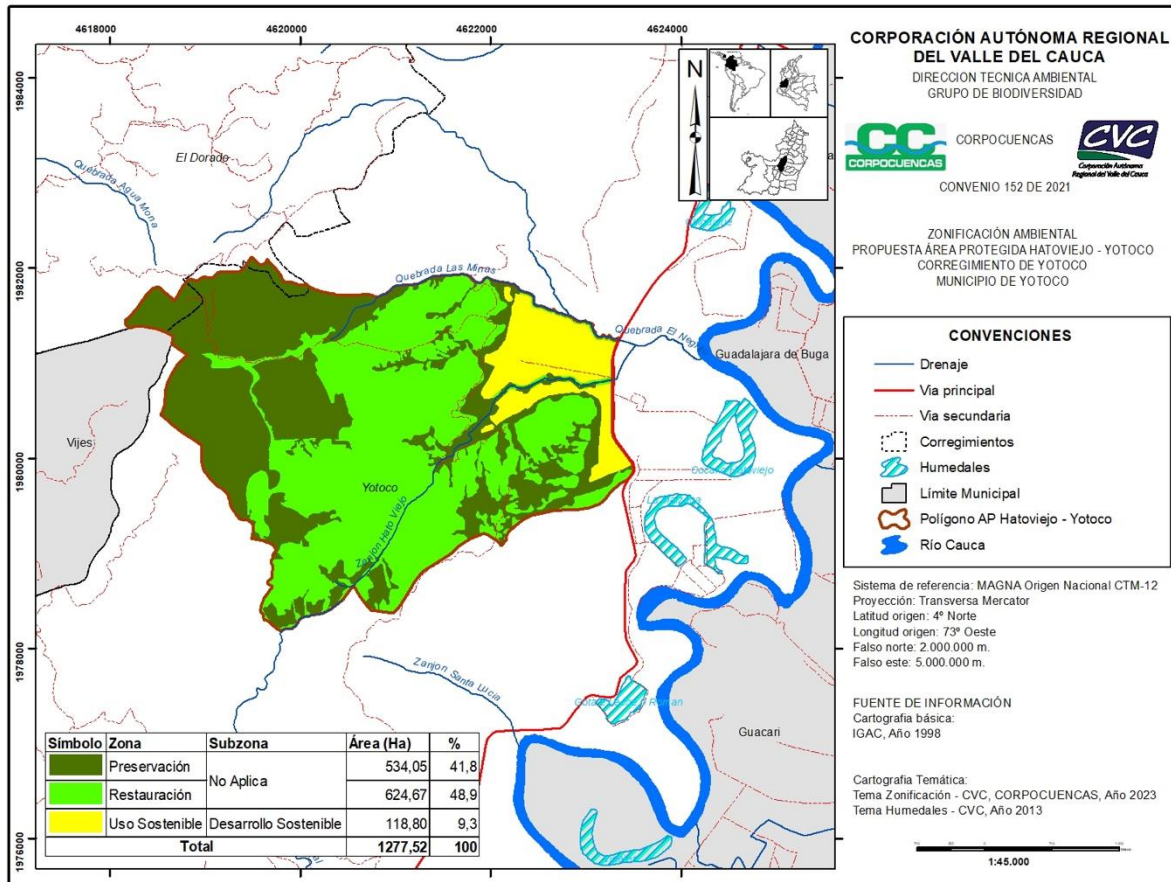 4618000
4620000
4622000
4624000
1984000
1982000
1980000
1978000
1976000
N
El Dorado
Quebrada Agua Mona
Quebrada Las Minas
Quebrada El Negro
Guadalajara de Buga
Vijes
Yotoco
Zanjon Hato Viejo
Zanjon Santa Lucia
Guacari
Símbolo Zona Subzona Área (Ha) %
Preservación No Aplica 534,05 41,8
Restauración 624,67 48,9
Uso Sostenible Desarrollo Sostenible 118,80 9,3
Total 1277,52 100
CORPORACIÓN AUTÓNOMA REGIONAL
DEL VALLE DEL CAUCA
DIRECCION TECNICA AMBIENTAL
GRUPO DE BIODIVERSIDAD
CC
CORPOCUENCAS
CORPOCUENCAS
CVC
Corporación Autónoma
Regional del Valle del Cauca
CONVENIO 152 DE 2021
ZONIFICACIÓN AMBIENTAL
PROPUESTA ÁREA PROTEGIDA HATOVIEJO - YOTOCO
CORREGIMIENTO DE YOTOCO
MUNICIPIO DE YOTOCO
CONVENCIONES
Drenaje
Via principal
Via secundaria
Corregimientos
Humedales
Límite Municipal
Polígono AP Hatoviejo - Yotoco
Río Cauca
Sistema de referencia: MAGNA Origen Nacional CTM-12
Proyección: Transversa Mercator
Latitud origen: 4º Norte
Longitud origen: 73º Oeste
Falso norte: 2.000.000 m.
Falso este: 5.000.000 m.
FUENTE DE INFORMACIÓN
Cartografia básica:
IGAC, Año 1998
Cartografia Temática:
Tema Zonificación - CVC, CORPOCUENCAS, Año 2023
Tema Humedales - CVC, Año 2013
1:45.000